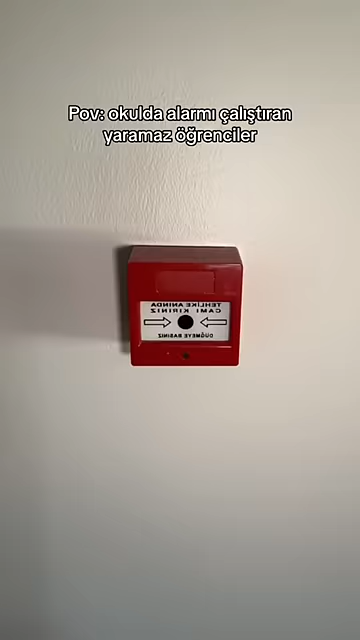 Pov: okulda alarmı çalıştıran
yaramaz öğrenciler
TEHLİKE ANINDA
CAMI KIRINIZ
DÜĞMEYE BASINIZ